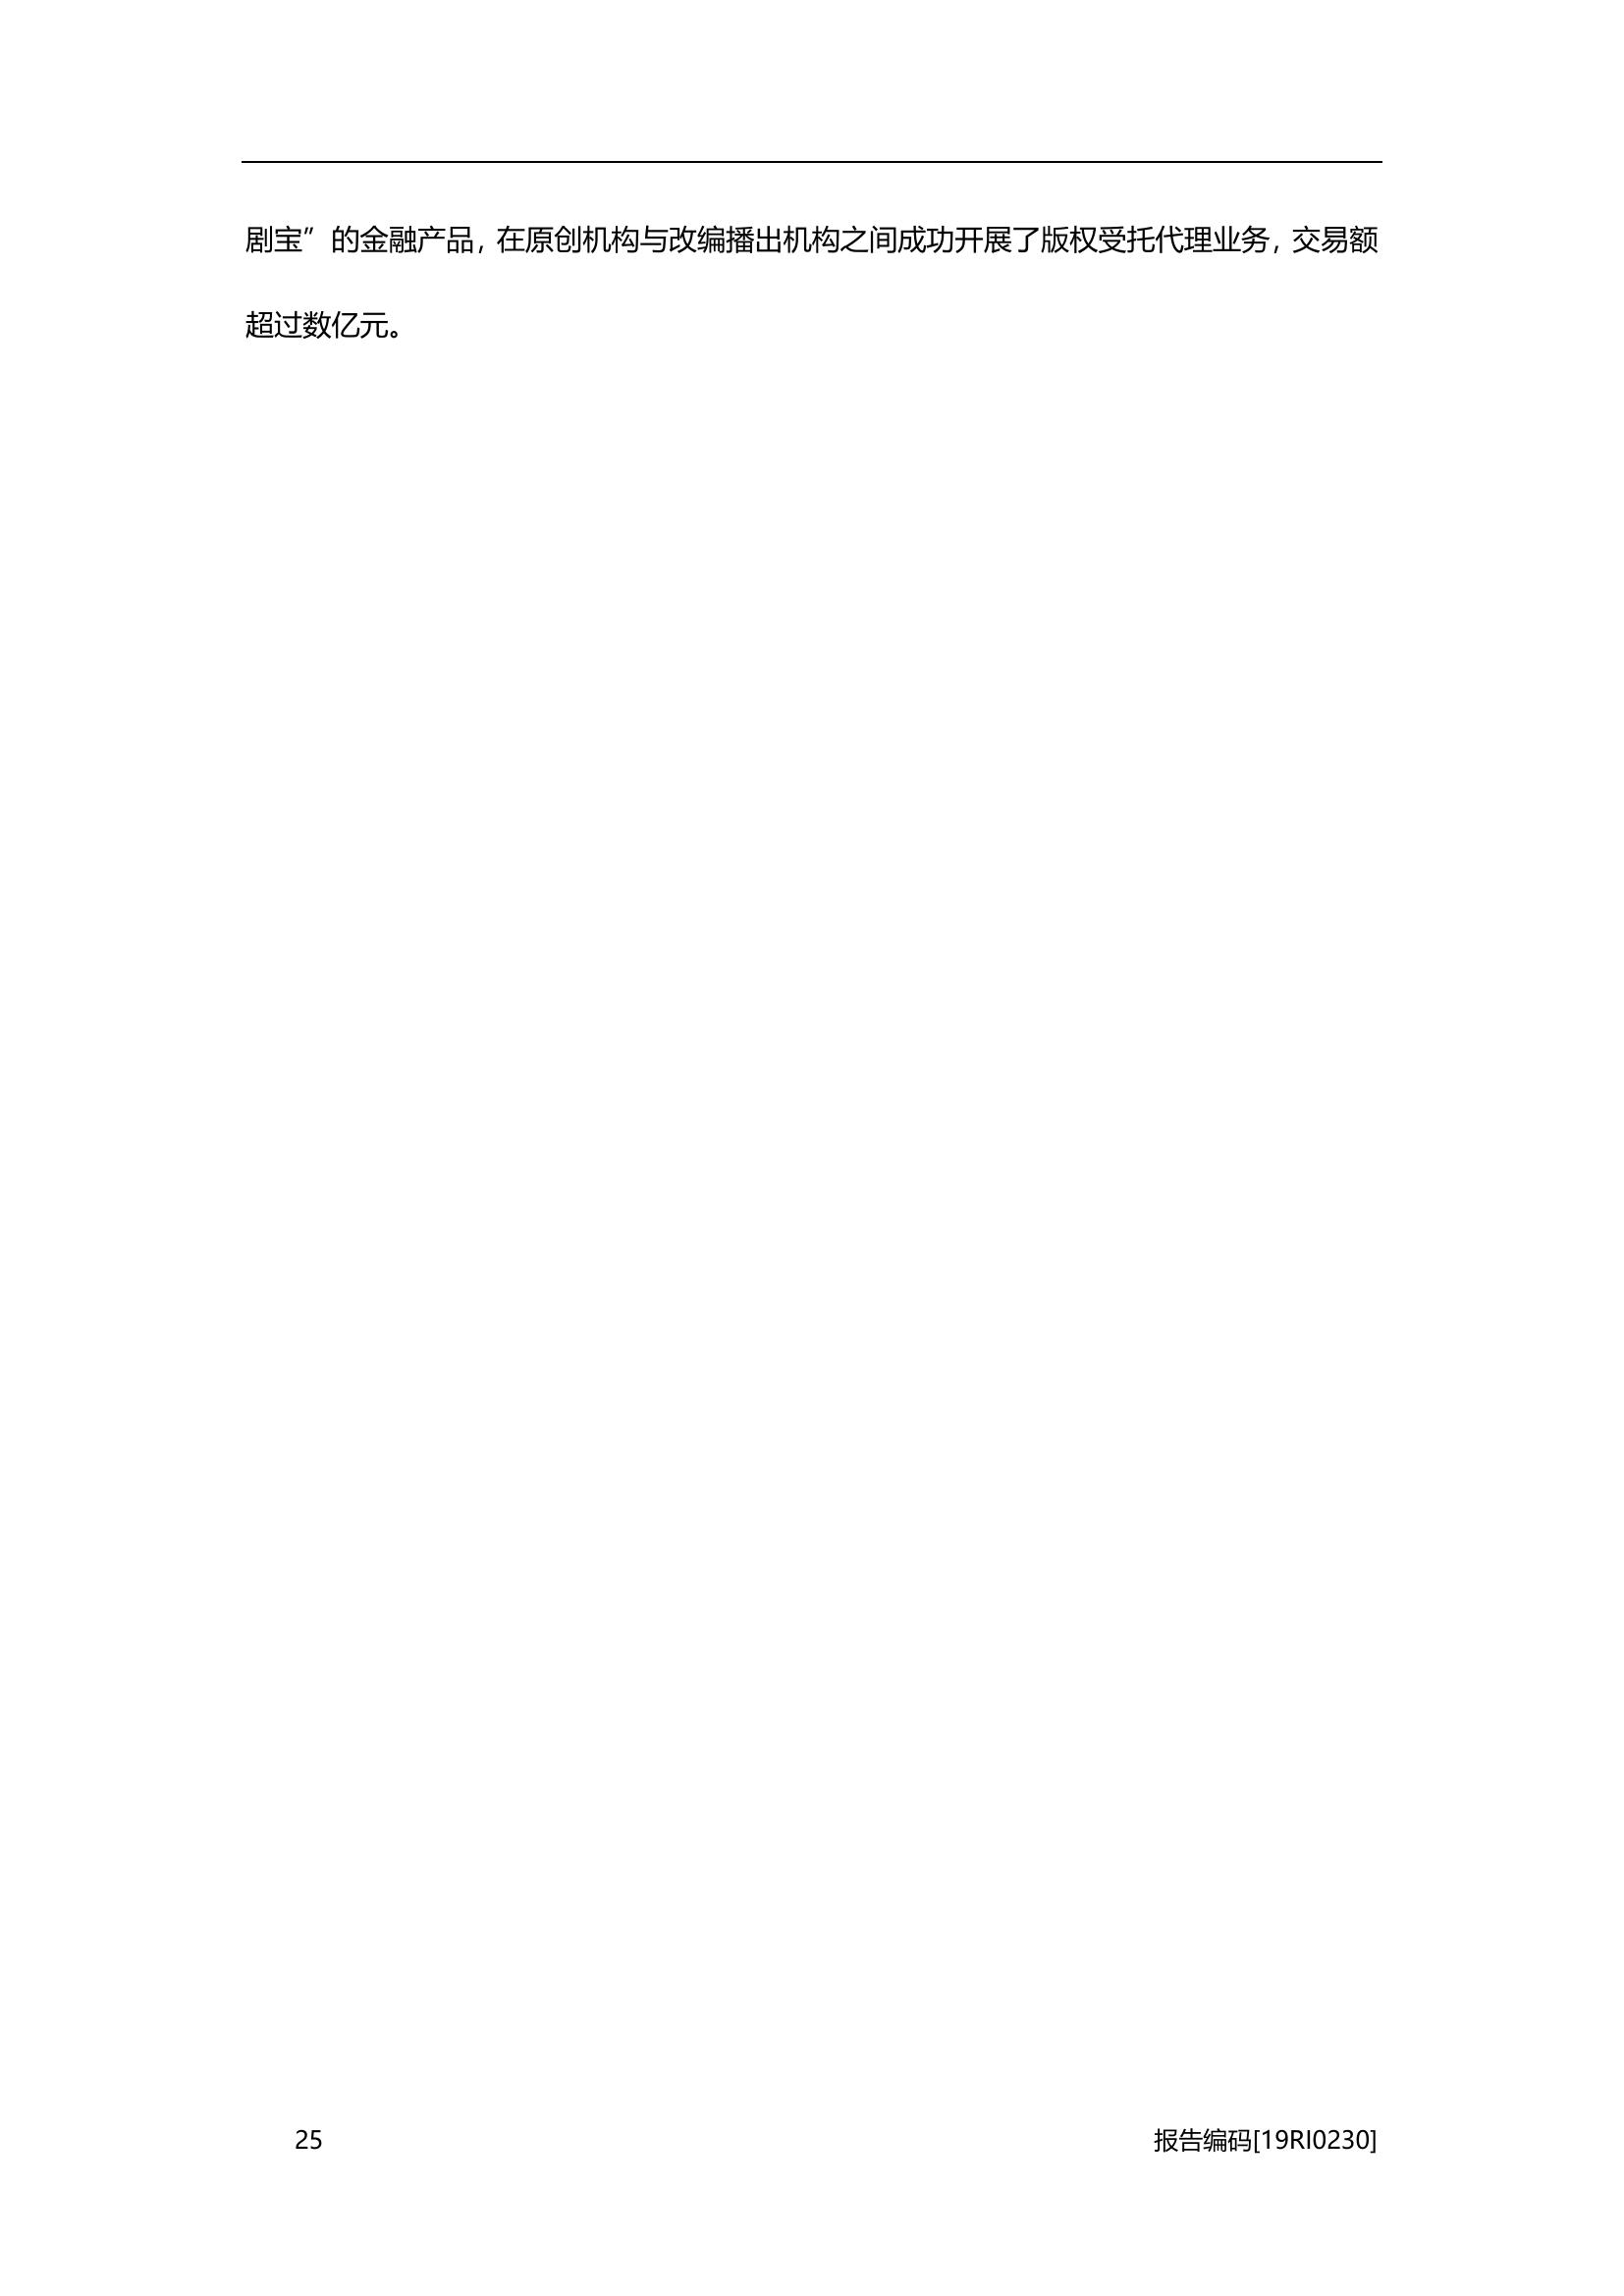 剧宝”的金融产品，在原创机构与改编播出机构之间成功开展了版权受托代理业务，交易额
超过数亿元。
25
报告编码[19RI0230]